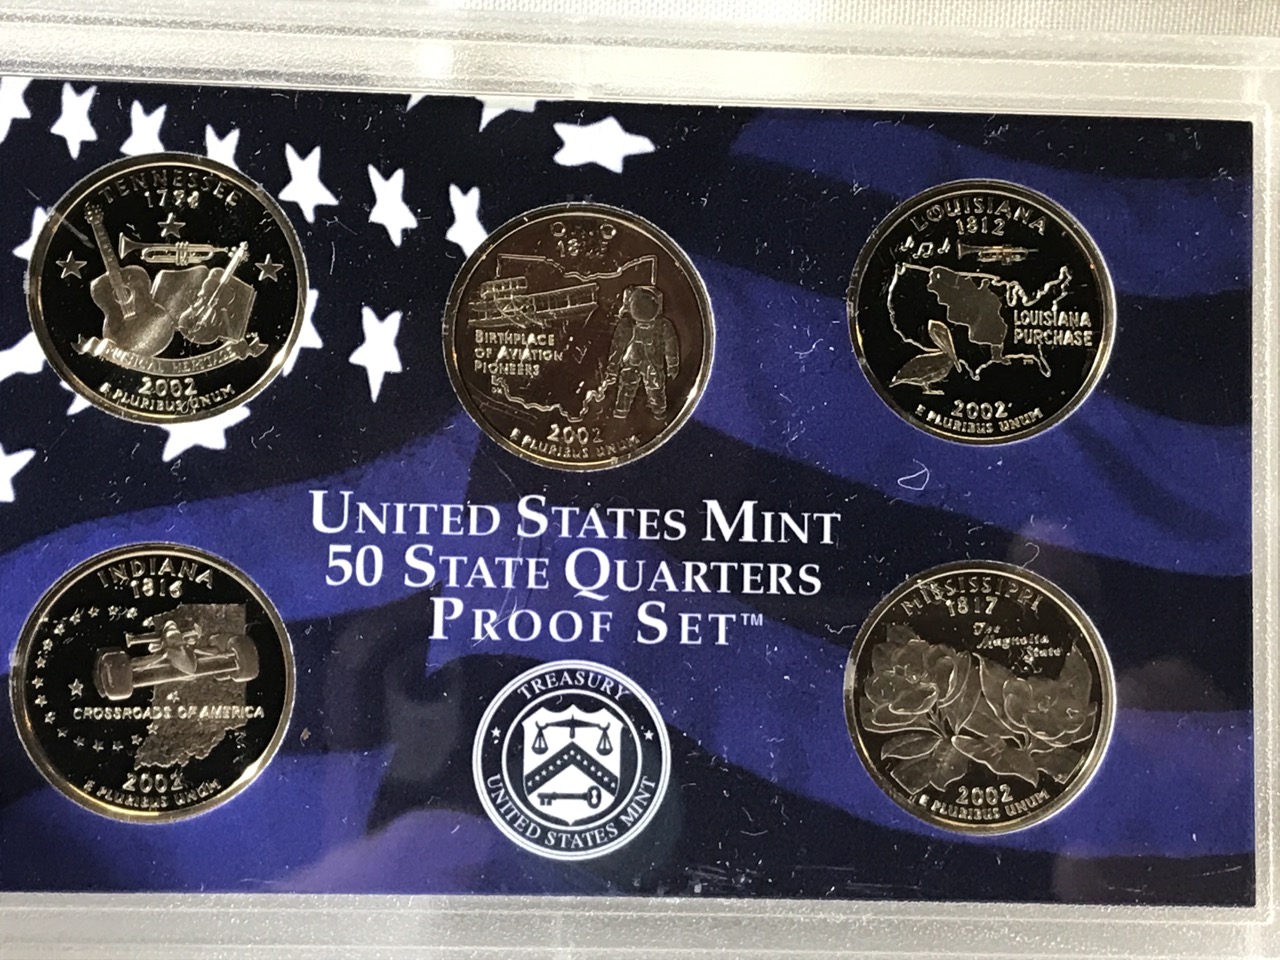 TENNESSEE
1796
MUSICAL HERITAGE
2002
E PLURIBUS UNUM
OHIO
BIRTHPLACE
OF AVIATION
PIONEERS
2002
E PLURIBUS UNUM
LOUISIANA
1812
LOUISIANA
PURCHASE
2002
E PLURIBUS UNUM
UNITED STATES MINT
50 STATE QUARTERS
PROOF SET™
INDIANA
1816
CROSSROADS OF AMERICA
2002
E PLURIBUS UNUM
TREASURY
UNITED STATES MINT
MISSISSIPPI
1817
The
Magnolia
State
2002
E PLURIBUS UNUM